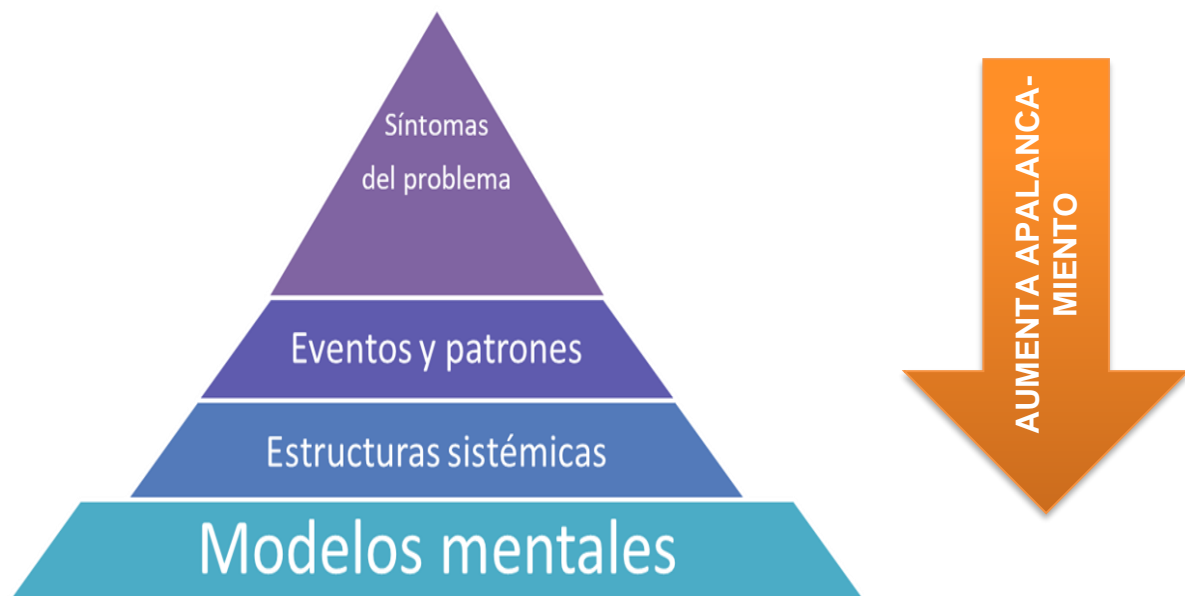 Síntomas
del problema
Eventos y patrones
Estructuras sistémicas
Modelos mentales
AUMENTA APALANCA-
MIENTO